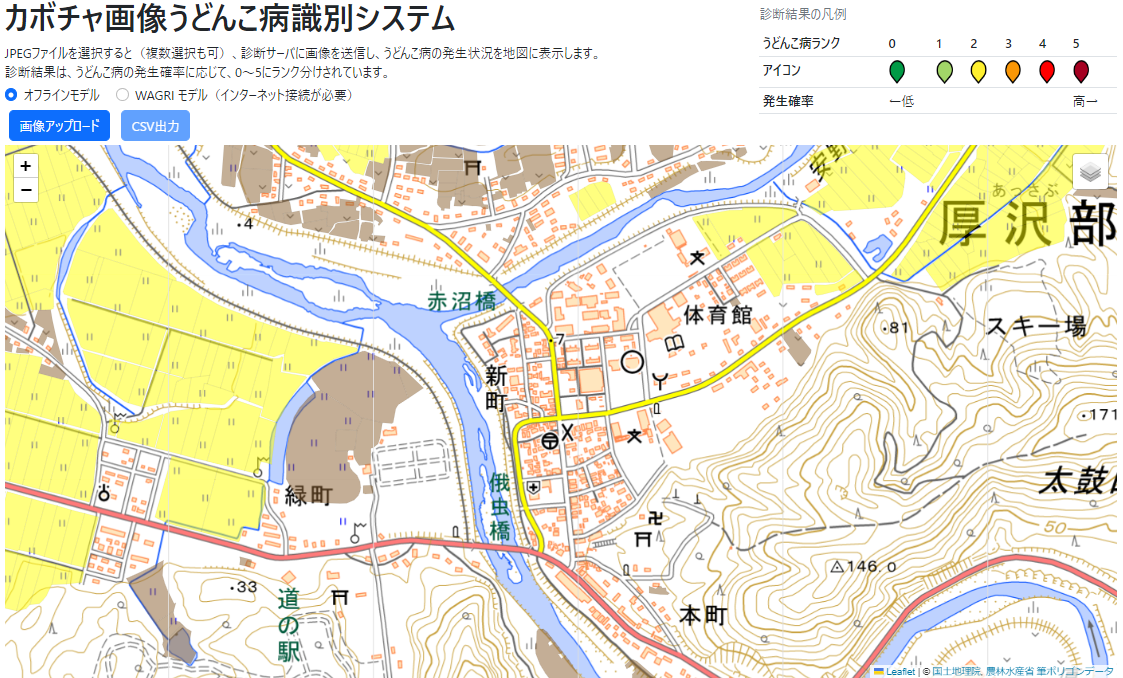 カボチャ画像うどんこ病識別システム
JPEGファイルを選択すると（複数選択も可）、診断サーバに画像を送信し、うどんこ病の発生状況を地図に表示します。
診断結果は、うどんこ病の発生確率に応じて、0～5にランク分けされています。
オフラインモデル WAGRI モデル（インターネット接続が必要）
画像アップロード CSV出力
診断結果の凡例
うどんこ病ランク 0 1 2 3 4 5
アイコン
発生確率 ←低 高→
+
−
安野
あっさぶ
厚沢部
・4
赤沼橋
体育館
・81
スキー場
・7
新町
・171
俄虫橋
太鼓山
緑町
50
146.0
・33
道の駅
本町
Leaflet | © 国土地理院, 農林水産省 筆ポリゴンデータ